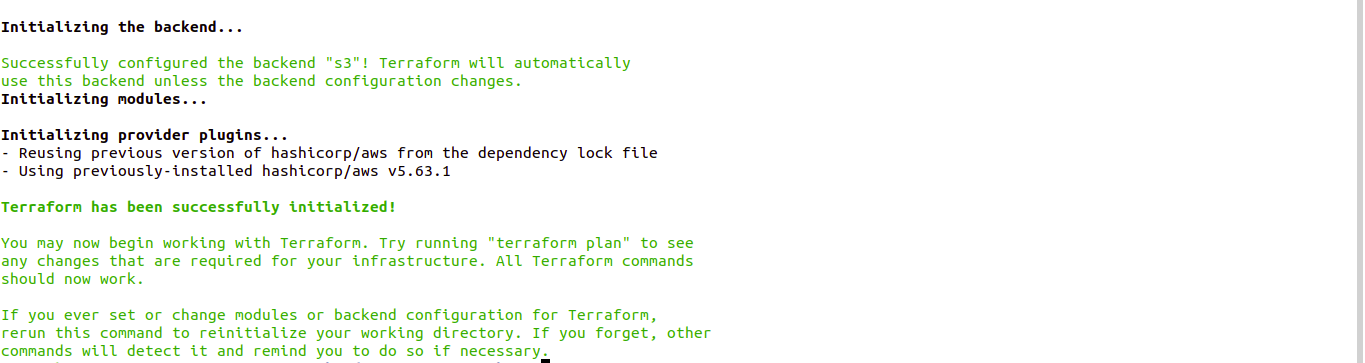 Initializing the backend...
Successfully configured the backend "s3"! Terraform will automatically
use this backend unless the backend configuration changes.
Initializing modules...
Initializing provider plugins...
- Reusing previous version of hashicorp/aws from the dependency lock file
- Using previously-installed hashicorp/aws v5.63.1
Terraform has been successfully initialized!
You may now begin working with Terraform. Try running "terraform plan" to see
any changes that are required for your infrastructure. All Terraform commands
should now work.
If you ever set or change modules or backend configuration for Terraform,
rerun this command to reinitialize your working directory. If you forget, other
commands will detect it and remind you to do so if necessary.